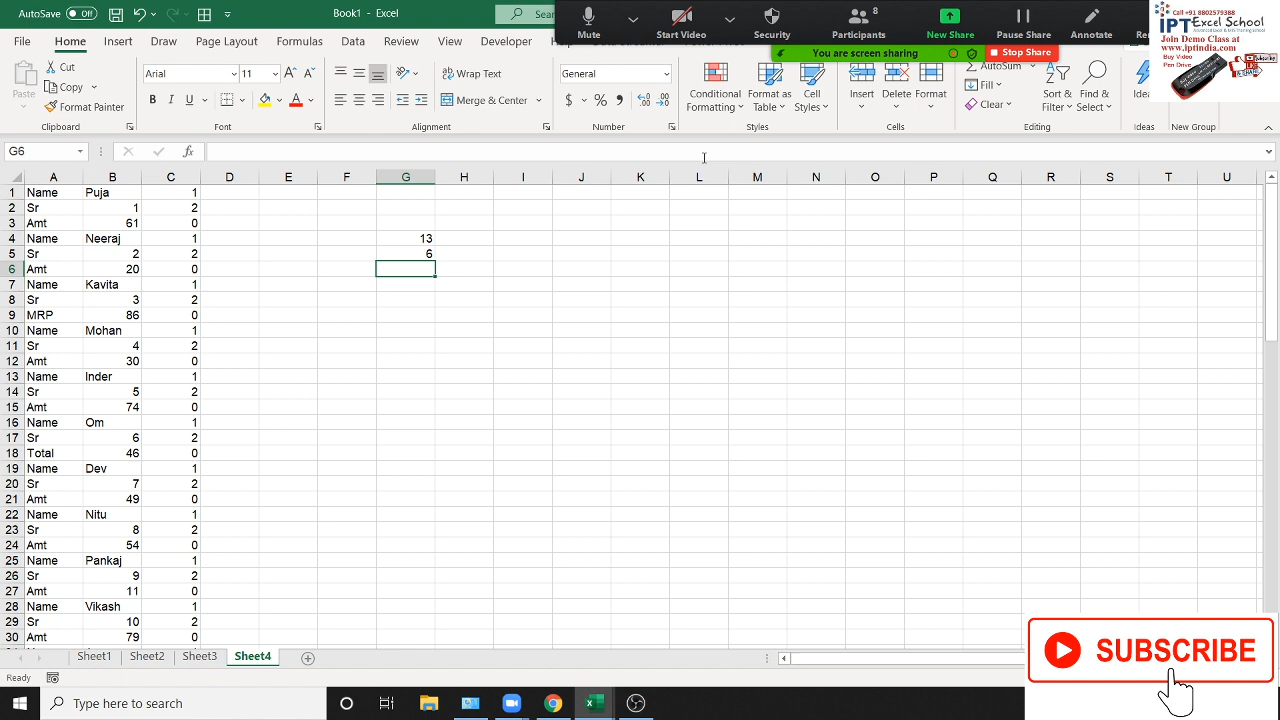 AutoSave Off Book1 - Excel Sear
Mute Start Video Security Participants 8 New Share Pause Share Annotate
You are screen sharing Stop Share
Call +91 8802579388
IPT Excel School
Join Demo Class at
www.iptindia.com
Buy Video
Pen Drive
File Home Insert Draw Page Layout Formulas Data Review View Developer
Cut
Copy
Format Painter
Paste
Arial 11
B I U
Wrap Text
Merge & Center
General
$ % ,
Conditional Formatting
Format as Table
Cell Styles
Insert Delete Format
AutoSum
Fill
Clear
Sort & Filter
Find & Select
Clipboard Font Alignment Number Styles Cells Editing New Group
G6 fx
A B C D E F G H I J K L M N O P Q R S T U
1 Name Puja 1
2 Sr 1 2
3 Amt 61 0
4 Name Neeraj 1 13
5 Sr 2 2 6
6 Amt 20 0
7 Name Kavita 1
8 Sr 3 2
9 MRP 86 0
10 Name Mohan 1
11 Sr 4 2
12 Amt 30 0
13 Name Inder 1
14 Sr 5 2
15 Amt 74 0
16 Name Om 1
17 Sr 6 2
18 Total 46 0
19 Name Dev 1
20 Sr 7 2
21 Amt 49 0
22 Name Nitu 1
23 Sr 8 2
24 Amt 54 0
25 Name Pankaj 1
26 Sr 9 2
27 Amt 11 0
28 Name Vikash 1
29 Sr 10 2
30 Amt 79 0
SUBSCRIBE
Sheet1 Sheet2 Sheet3 Sheet4
Ready
Type here to search